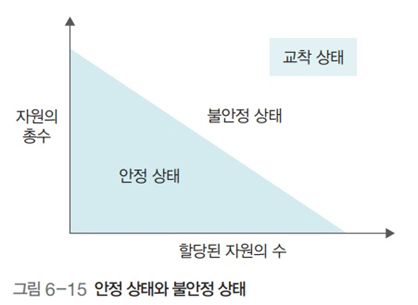 교착 상태
자원의
총수
불안정 상태
안정 상태
할당된 자원의 수
그림 6-15 안정 상태와 불안정 상태